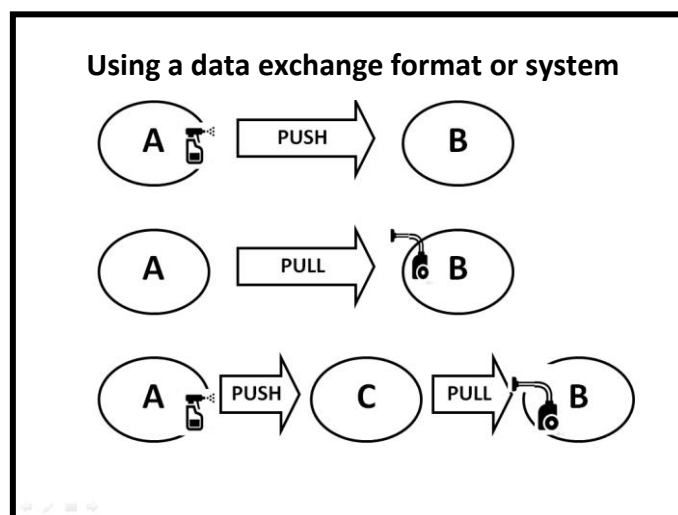 Using a data exchange format or system
A PUSH B
A PULL B
A PUSH C PULL B